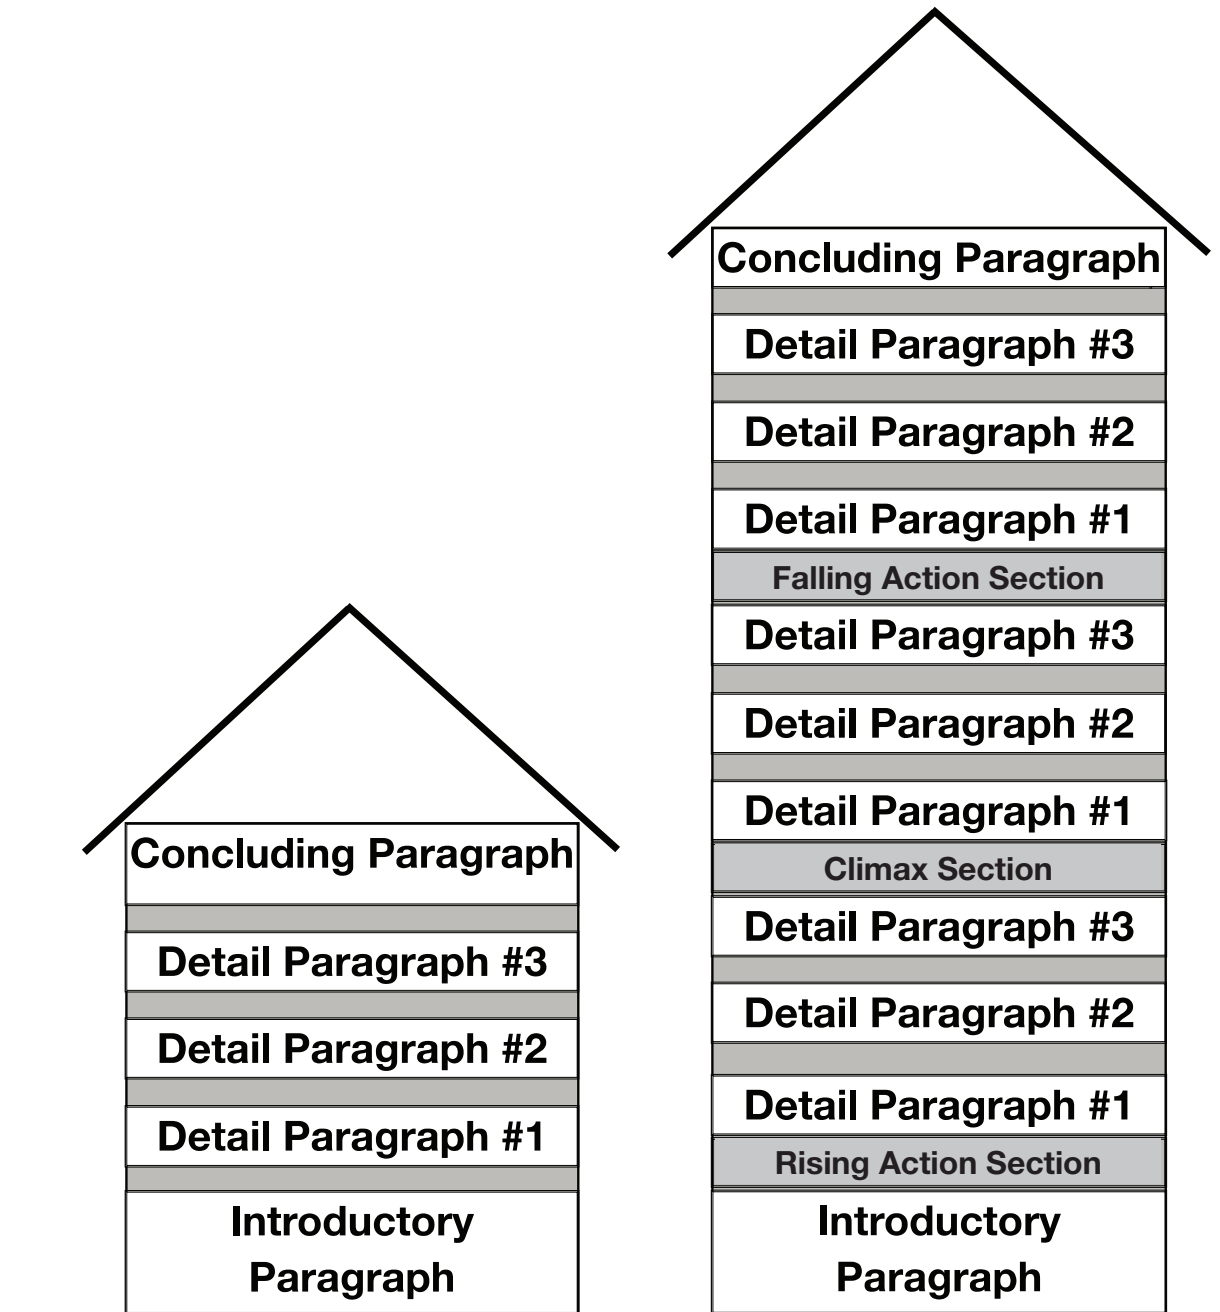 Concluding Paragraph
Detail Paragraph #3
Detail Paragraph #2
Detail Paragraph #1
Introductory
Paragraph
Concluding Paragraph
Detail Paragraph #3
Detail Paragraph #2
Detail Paragraph #1
Falling Action Section
Detail Paragraph #3
Detail Paragraph #2
Detail Paragraph #1
Climax Section
Detail Paragraph #3
Detail Paragraph #2
Detail Paragraph #1
Rising Action Section
Introductory
Paragraph